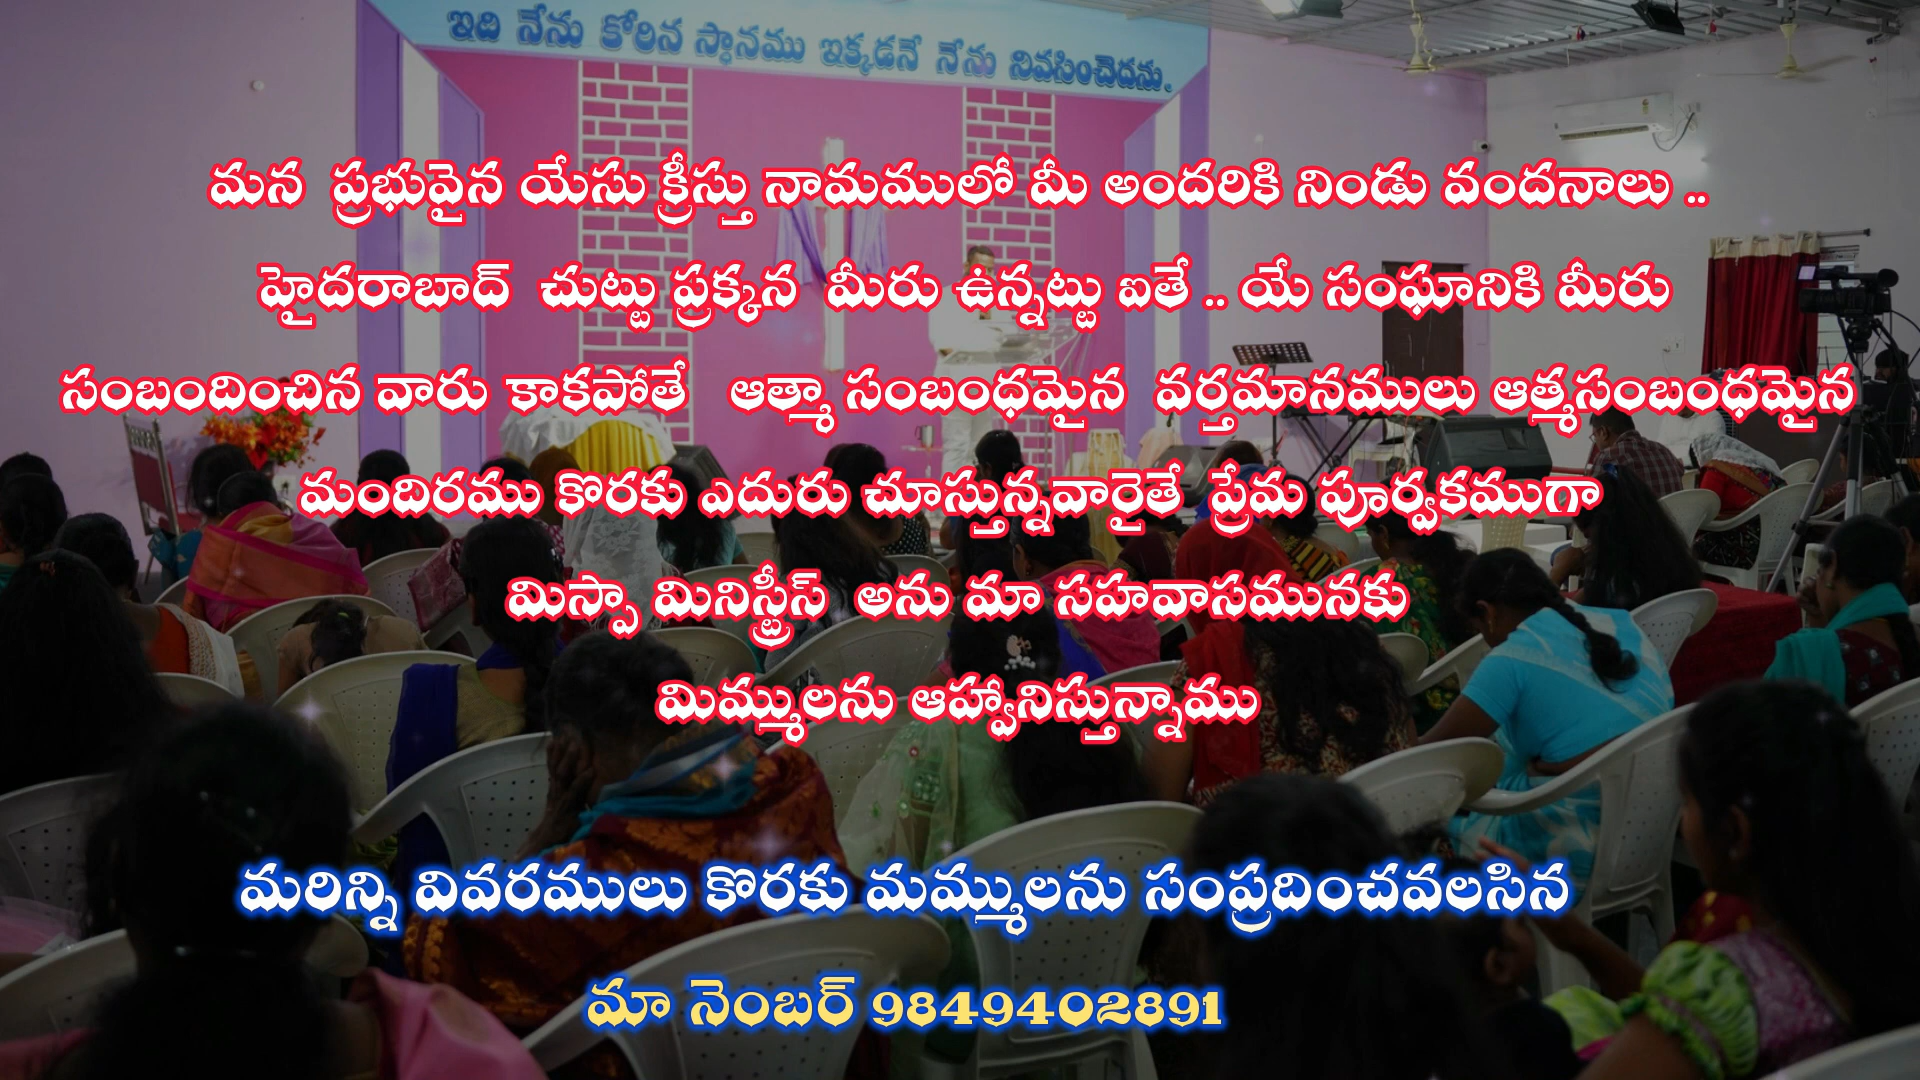 ఇది నేను కోరిన స్థానము ఇక్కడనే నేను నివసించెదను.
మన ప్రభువైన యేసు క్రీస్తు నామములో మీ అందరికి నిండు వందనాలు ..
హైదరాబాద్ చుట్టు ప్రక్కన మీరు ఉన్నట్టు ఐతే .. యే సంఘానికి మీరు
సంబందించిన వారు కాకపోతే ఆత్మా సంబంధమైన వర్తమానములు ఆత్మసంబంధమైన
మందిరము కొరకు ఎదురు చూస్తున్నవారైతే ప్రేమ పూర్వకముగా
మిస్పా మినిస్ట్రీస్ అను మా సహవాసమునకు
మిమ్ములను ఆహ్వానిస్తున్నాము
మరిన్ని వివరములు కొరకు మమ్ములను సంప్రదించవలసిన
మా నెంబర్ 9849402891